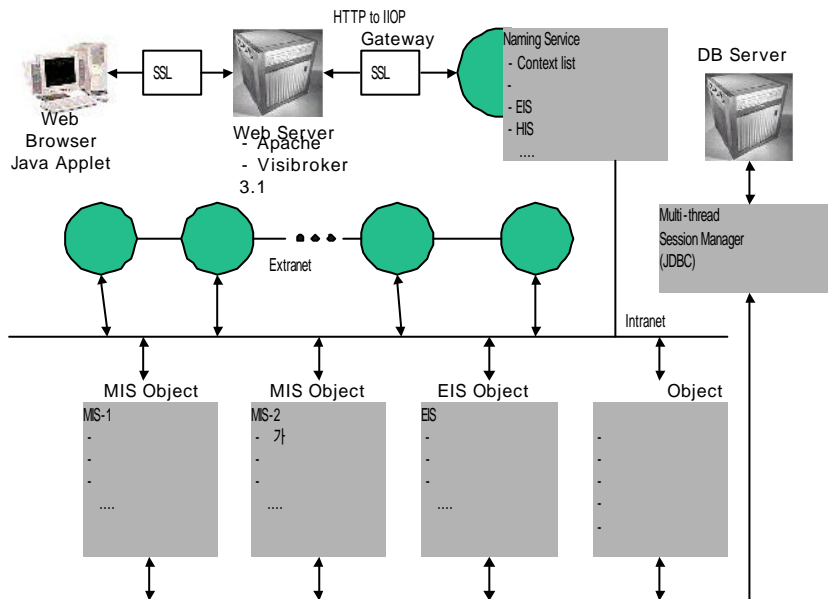 HTTP to IIOP
Gateway
SSL
SSL
Naming Service
- Context list
-
- EIS
- HIS
....
DB Server
Web
Browser
Java Applet
Web Server
- Apache
- Visibroker
3.1
Multi-thread
Session Manager
(JDBC)
Extranet
Intranet
MIS Object
MIS-1
-
-
-
....
MIS Object
MIS-2
- 가
-
-
....
EIS Object
EIS
-
-
-
....
Object
-
-
-
-
-